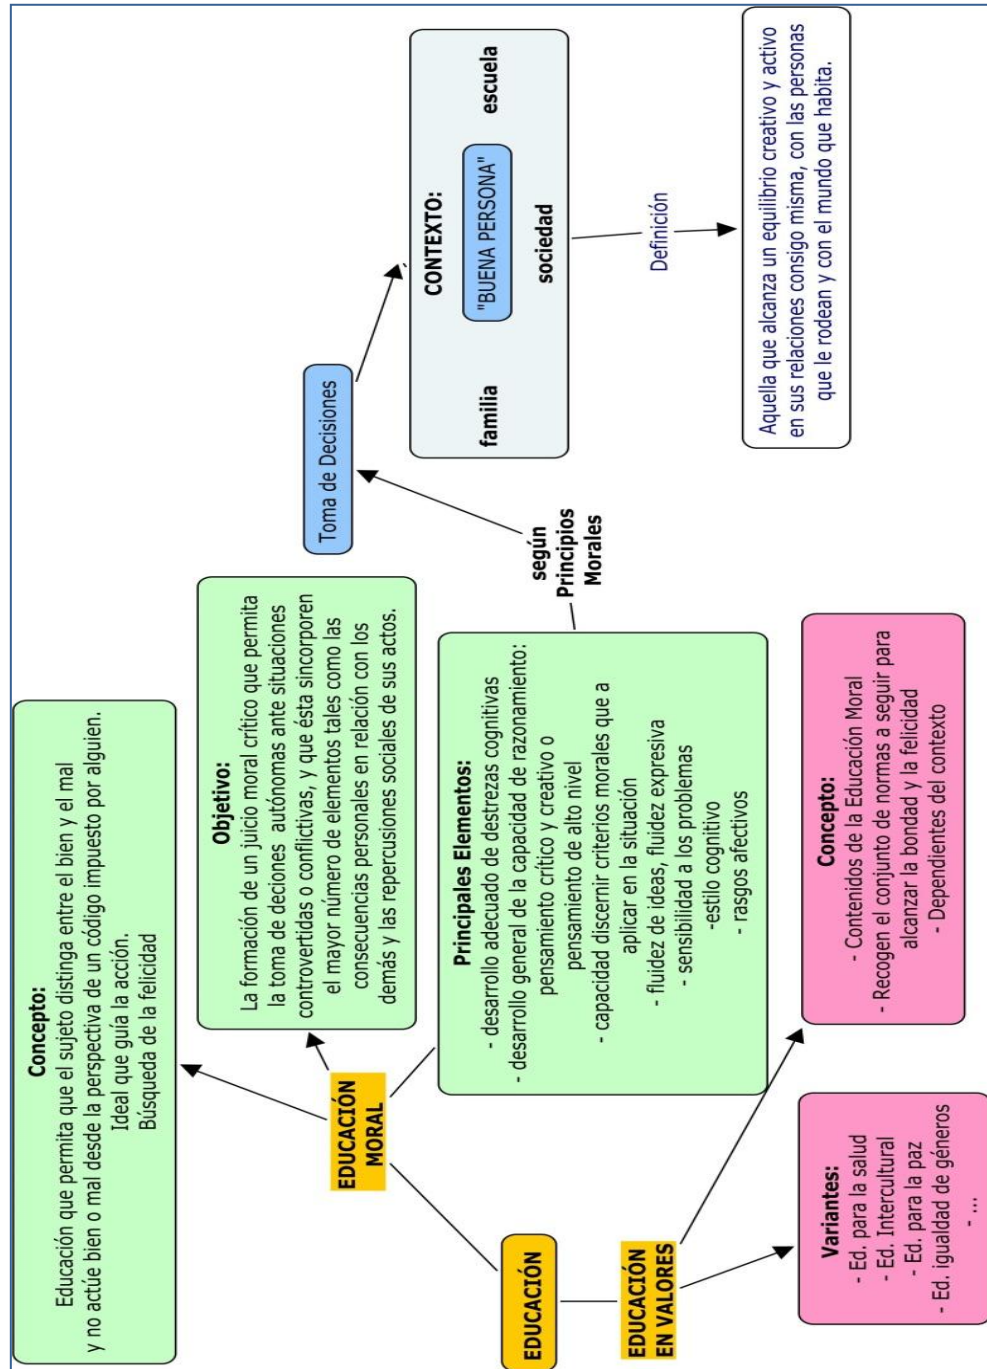 Concepto:
Educación que permita que el sujeto distinga entre el bien y el mal
y no actúe bien o mal desde la perspectiva de un código impuesto por alguien.
Ideal que guía la acción.
Búsqueda de la felicidad
Objetivo:
La formación de un juicio moral crítico que permita
la toma de deciones autónomas ante situaciones
controvertidas o conflictivas, y que ésta sincorporen
el mayor número de elementos tales como las
consecuencias personales en relación con los
demás y las repercusiones sociales de sus actos.
EDUCACIÓN
MORAL
Principales Elementos:
- desarrollo adecuado de destrezas cognitivas
- desarrollo general de la capacidad de razonamiento:
pensamiento crítico y creativo o
pensamiento de alto nivel
- capacidad discernir criterios morales que a
aplicar en la situación
- fluidez de ideas, fluidez expresiva
- sensibilidad a los problemas
-estilo cognitivo
- rasgos afectivos
según
Principios
Morales
Toma de Decisiones
CONTEXTO:
familia
"BUENA PERSONA"
escuela
sociedad
Definición
Aquella que alcanza un equilibrio creativo y activo
en sus relaciones consigo misma, con las personas
que le rodean y con el mundo que habita.
EDUCACIÓN
EDUCACIÓN
EN VALORES
Variantes:
- Ed. para la salud
- Ed. Intercultural
- Ed. para la paz
- Ed. igualdad de géneros
- ...
Concepto:
- Contenidos de la Educación Moral
- Recogen el conjunto de normas a seguir para
alcanzar la bondad y la felicidad
- Dependientes del contexto